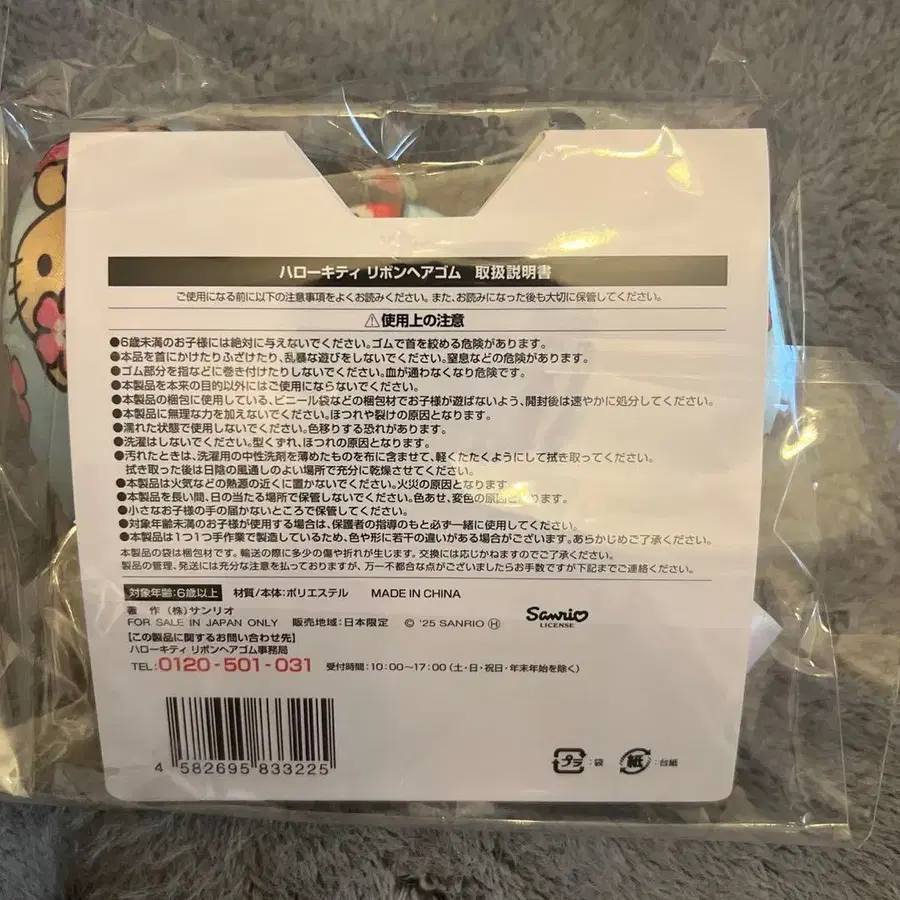 ハローキティ リボンヘアゴム 取扱説明書
ご使用になる前に以下の注意事項をよくお読みください。また、お読みになった後も大切に保管してください。
⚠使用上の注意
●6歳未満のお子様には絶対に与えないでください。ゴムで首を絞める危険があります。
●本品を首にかけたりふざけたり、乱暴な遊びをしないでください。窒息などの危険があります。
●ゴム部分を指などに巻き付けたりしないでください。血が通わなくなり危険です。
●本製品を本来の目的以外にはご使用にならないでください。
●本製品の梱包に使用している、ビニール袋などの梱包材でお子様が遊ばないよう、開封後は速やかに処分してください。
●本製品に無理な力を加えないでください。ほつれや裂けの原因となります。
●濡れた状態で使用しないでください。色移りする恐れがあります。
●洗濯はしないでください。型くずれ、ほつれの原因となります。
●汚れたときは、洗濯用の中性洗剤を薄めたものを布に含ませて、軽くたたくようにして拭き取ってください。
拭き取った後は日陰の風通しのよい場所で充分に乾燥させてください。
●本製品は火気などの熱源の近くに置かないでください。火災の原因となります。
●本製品を長い間、日の当たる場所で保管しないでください。色あせ、変色の原因となります。
●小さなお子様の手の届かないところで保管してください。
●対象年齢未満のお子様が使用する場合は、保護者の指導のもと必ず一緒に使用してください。
●本製品は1つ1つ手作業で製造しているため、色や形に若干の違いがある場合がございます。あらかじめご了承ください。
本製品の袋は梱包材です。輸送の際に多少の傷や折れが生じます。交換には応じかねますのでご了承ください。
製品の管理、発送には充分な注意を払っておりますが、万一不都合な点がございましたらお手数ですが下記までご連絡ください。
対象年齢:6歳以上 材質/本体:ポリエステル MADE IN CHINA
著 作 (株)サンリオ
FOR SALE IN JAPAN ONLY 販売地域:日本限定 © '25 SANRIO Ⓗ
Sanrio
LICENSE
【この製品に関するお問い合わせ先】
ハローキティ リボンヘアゴム事務局
TEL:0120-501-031 受付時間:10:00〜17:00(土・日・祝日・年末年始を除く)
4 582695 833225
プラ:袋 紙:台紙